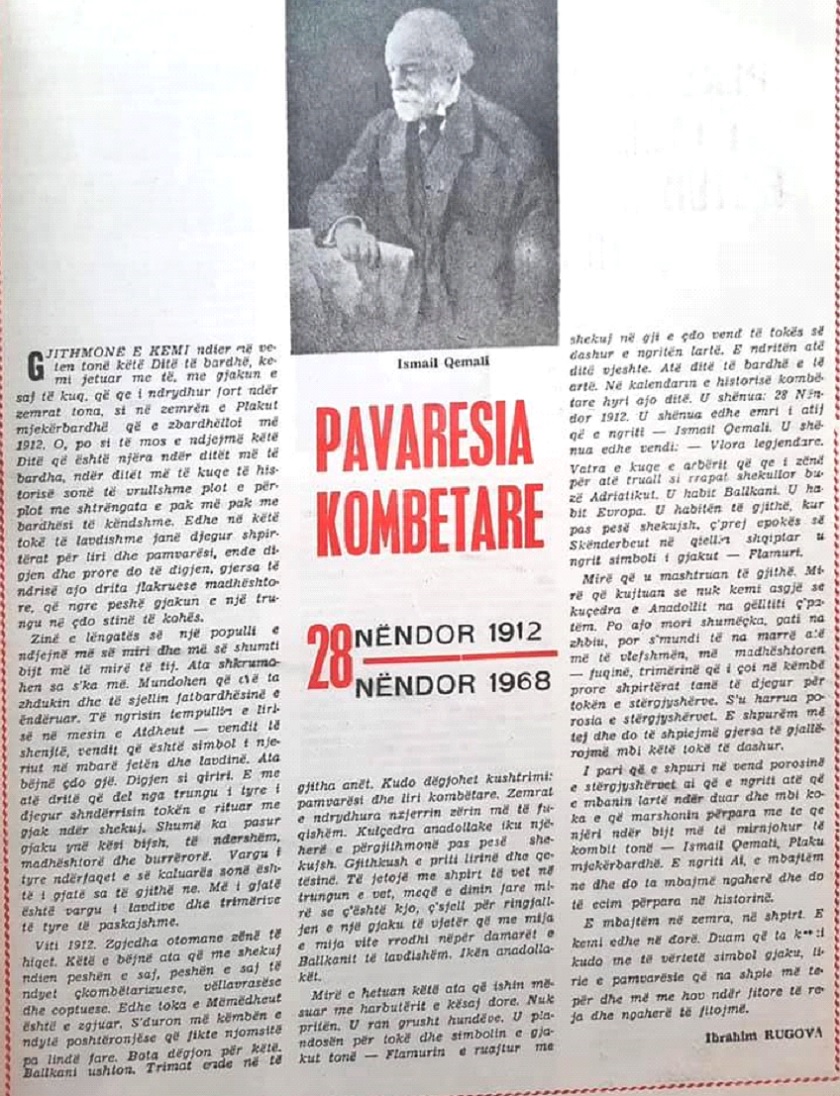 Ismail Qemali
PAVARESIA
KOMBETARE
28 NËNDOR 1912
NËNDOR 1968
GJITHMONË E KEMI ndier në ve-
ten tonë këtë Ditë të bardhë, ke-
mi jetuar me të, me gjakun e
saj të kuq, që qe i ndrydhur fort ndër
zemrat tona, si në zemrën e Plakut
mjekërbardhë që e zbardhëlloi më
1912. O, po si të mos e ndjejmë këtë
Ditë që është njëra ndër ditët më të
bardha, ndër ditët më të kuqe të his-
torisë sonë të vrullshme plot e për-
plot me shtrëngata e pak më pak me
bardhësi të këndshme. Edhe në këtë
tokë të lavdishme janë djegur shpir-
tërat për liri dhe pamvarësi, ende di-
gjen dhe prore do të digjen, gjersa të
ndrisë ajo drita flakruese madhështo-
re, që ngre peshë gjakun e një tru-
ngu në çdo stinë të kohës.
Zinë e lëngatës së një populli e
ndjejnë më së miri dhe më së shumti
bijt më të mirë të tij. Ata shkrumo-
hen sa s'ka më. Mundohen që atë ta
zhdukin dhe të sjellin fatbardhësinë e
ëndëruar. Të ngrisin tempullin e liri-
së në mesin e Atdheut — vendit të
shenjtë, vendit që është simbol i nje-
riut në mbarë jetën dhe lavdinë. Ata
bëjnë çdo gjë. Digjen si qiriri. E me
atë dritë që del nga trungu i tyre i
djegur shndërrisin tokën e rituar me
gjak ndër shekuj. Shumë ka pasur
gjaku ynë kësi bijsh, të ndershëm,
madhështorë dhe burrërorë. Vargu i
tyre ndërfaqet e së kaluarës sonë ësh-
të i gjatë sa të gjithë ne. Më i gjatë
është vargu i lavdive dhe trimërive
të tyre të paskajshme.
Viti 1912. Zgjedha otomane zënë të
hiqet. Këtë e bëjnë ata që me shekuj
ndien peshën e saj, peshën e saj të
ndyet çkombëtarizuese, vëllavrasëse
dhe coptuese. Edhe toka e Mëmëdheut
është e zgjuar. S'duron më këmbën e
ndytë poshtëronjëse që fikte njomsitë
pa lindë fare. Bota dëgjon për këtë.
Ballkani ushton. Trimat ende në të
gjitha anët. Kudo dëgjohet kushtrimi:
pamvarësi dhe liri kombëtare. Zemrat
e ndrydhura nxjerrin zërin më të fu-
qishëm. Kulçedra anadollake iku një-
herë e përgjithmonë pas pesë she-
kujsh. Gjithkush e priti lirinë dhe qe-
tësinë. Të jetojë me shpirt të vet në
trungun e vet, meqë e dinin fare mi-
rë se ç'është kjo, ç'sjell për ringjall-
jen e një gjaku të vjetër që me mija
e mija vite rrodhi nëpër damarët e
Ballkanit të lavdishëm. Ikën anadolla-
kët.
Mirë e hetuan këtë ata që ishin më-
suar me harbutërit e kësaj dore. Nuk
pritën. U ran grusht hundëve. U pla-
ndosën për tokë dhe simbolin e gja-
kut tonë — Flamurin e ruajtur me
shekuj në gji e çdo vend të tokës së
dashur e ngritën lartë. E ndritën atë
ditë vjeshte. Atë ditë të bardhë e të
artë. Në kalendarin e historisë kombë-
tare hyri ajo ditë. U shënua: 28 Nën-
dor 1912. U shënua edhe emri i atij
që e ngriti — Ismail Qemali. U shë-
nua edhe vendi: — Vlora legjendare.
Vatra e kuqe e arbërit që qe i zënd
për atë truall si rrapat shekullor bu-
zë Adriatikut. U habit Ballkani. U ha-
bit Evropa. U habitën të gjithë, kur
pas pesë shekujsh, ç'prej epokës së
Skënderbeut në qiellin shqiptar u
ngrit simboli i gjakut — Flamuri.
Mirë që u mashtruan të gjithë. Mi-
rë që kujtuan se nuk kemi asgjë se
kuçedra e Anadollit na gëlltiti ç'pa-
tëm. Po ajo mori shumëçka, gati na
zhbiu, por s'mundi të na marrë atë
më të vlefshmën, më madhështoren
— fuqinë, trimërinë që i çoi në këmbë
prore shpirtërat tanë të djegur për
tokën e stërgjyshërve. S'u harrua po-
rosia e stërgjyshërvet. E shpurëm më
tej dhe do të shpiejmë gjersa të gjallë-
rojmë mbi këtë tokë të dashur.
I pari që e shpuri në vend porosinë
e stërgjyshërvet ai që e ngriti atë që
e mbanin lartë ndër duar dhe mbi ko-
ka e që marshonin përpara me te qe
njëri ndër bijt më të mirnjohur të
kombit tonë — Ismail Qemali, Plaku
mjekërbardhë. E ngriti Ai, e mbajtëm
ne dhe do ta mbajmë ngaherë dhe do
të ecim përpara në historinë.
E mbajtëm në zemra, në shpirt. E
kemi edhe në dorë. Duam që ta
kudo me të vërtetë simbol gjaku, li-
rie e pamvarësie që na shpie më te-
për dhe më me hov ndër fitore të re-
ja dhe ngaherë të fitojmë.
Ibrahim RUGOVA